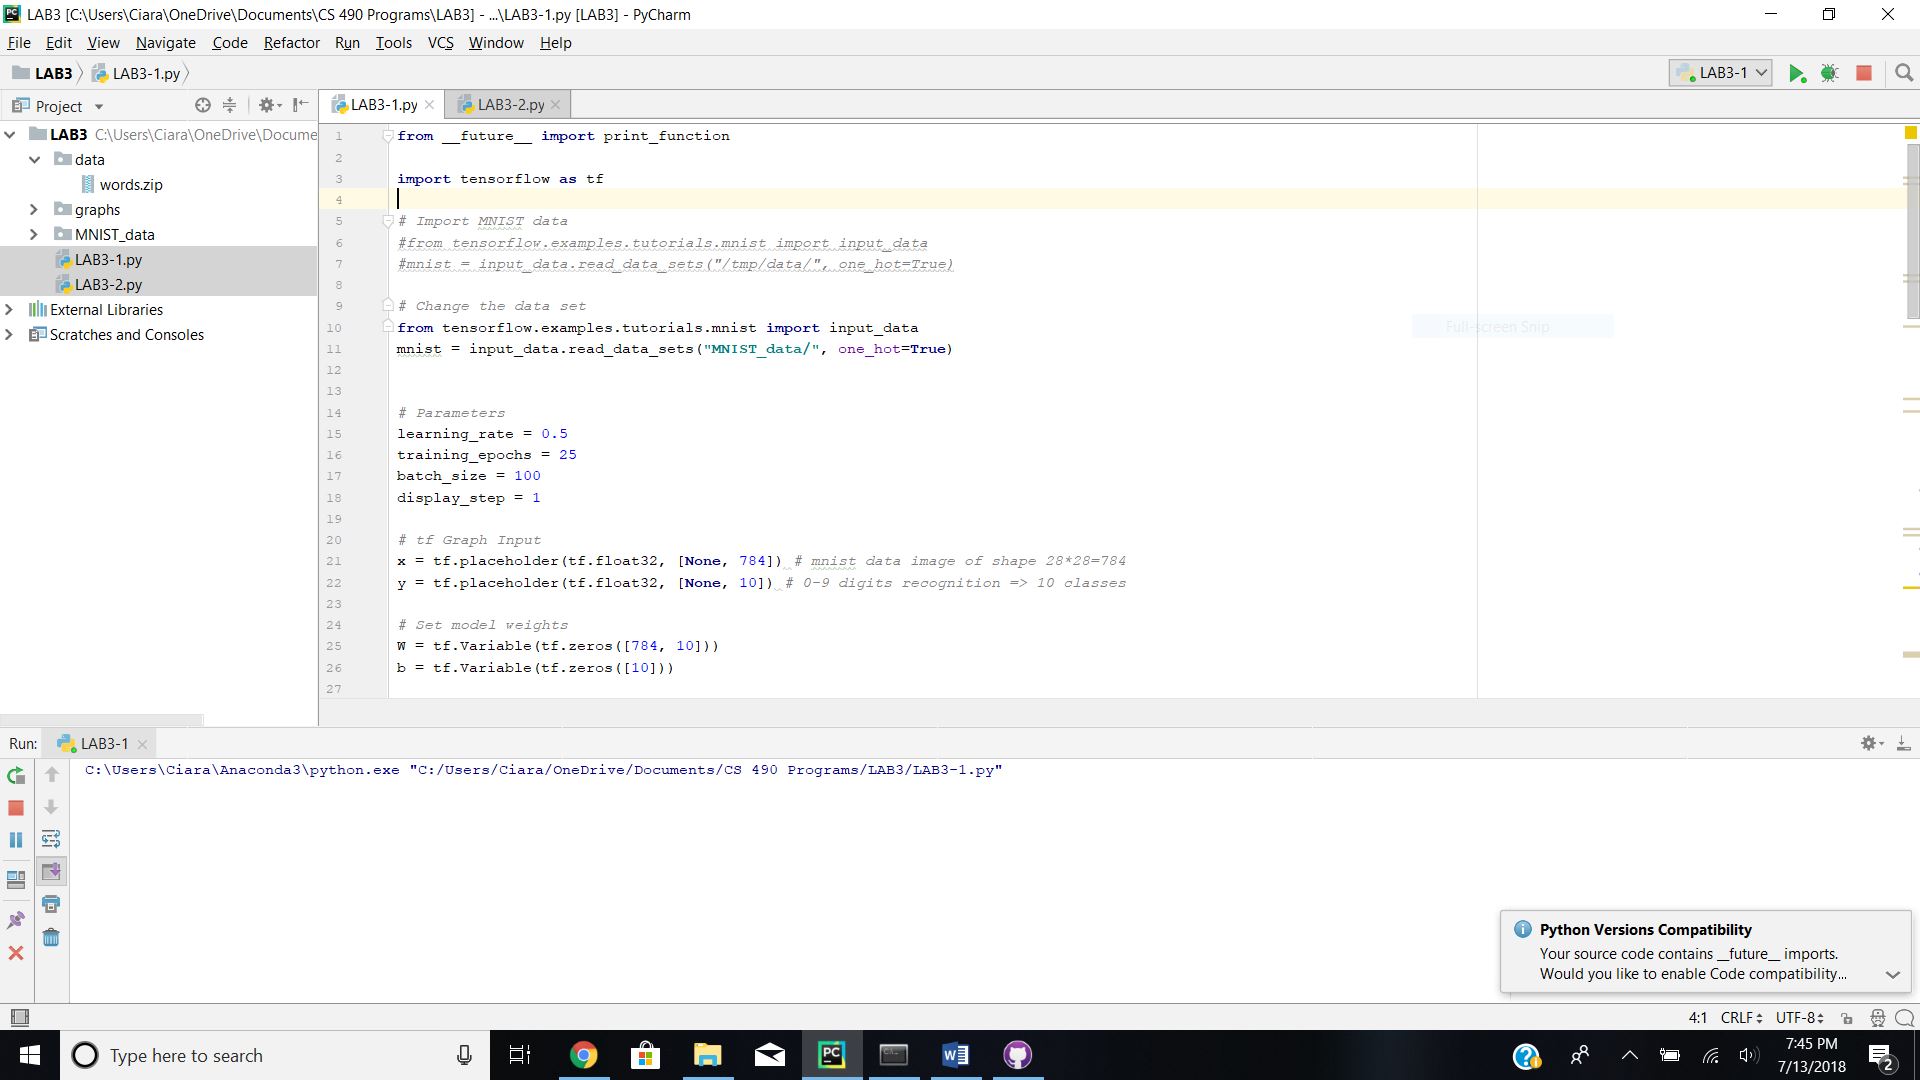 LAB3 [C:\Users\Ciara\OneDrive\Documents\CS 490 Programs\LAB3] - ...\LAB3-1.py [LAB3] - PyCharm
File Edit View Navigate Code Refactor Run Tools VCS Window Help
LAB3 LAB3-1.py LAB3-1
Project
LAB3-1.py LAB3-2.py
LAB3 C:\Users\Ciara\OneDrive\Docume
data
words.zip
graphs
MNIST_data
LAB3-1.py
LAB3-2.py
External Libraries
Scratches and Consoles
1 from __future__ import print_function
2
3 import tensorflow as tf
4
5 # Import MNIST data
6 #from tensorflow.examples.tutorials.mnist import input_data
7 #mnist = input_data.read_data_sets("/tmp/data/", one_hot=True)
8
9 # Change the data set
10 from tensorflow.examples.tutorials.mnist import input_data
Full-screen Snip
11 mnist = input_data.read_data_sets("MNIST_data/", one_hot=True)
12
13
14 # Parameters
15 learning_rate = 0.5
16 training_epochs = 25
17 batch_size = 100
18 display_step = 1
19
20 # tf Graph Input
21 x = tf.placeholder(tf.float32, [None, 784]) # mnist data image of shape 28*28=784
22 y = tf.placeholder(tf.float32, [None, 10]) # 0-9 digits recognition => 10 classes
23
24 # Set model weights
25 W = tf.Variable(tf.zeros([784, 10]))
26 b = tf.Variable(tf.zeros([10]))
27
Run: LAB3-1
C:\Users\Ciara\Anaconda3\python.exe "C:/Users/Ciara/OneDrive/Documents/CS 490 Programs/LAB3/LAB3-1.py"
Python Versions Compatibility
Your source code contains __future__ imports.
Would you like to enable Code compatibility...
4:1 CRLF UTF-8
Type here to search
PC
7:45 PM
7/13/2018
2